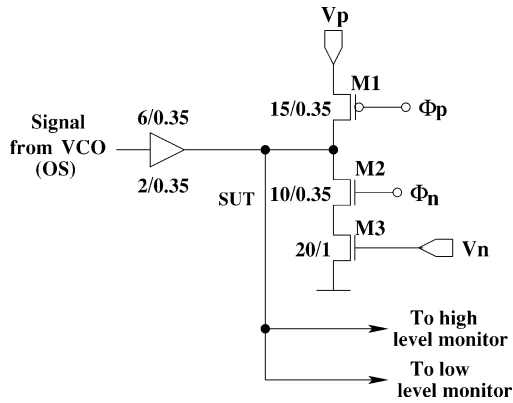 Vp
M1
15/0.35
Φp
6/0.35
Signal
from VCO
(OS)
2/0.35
M2
10/0.35
Φn
SUT
M3
20/1
Vn
To high
level monitor
To low
level monitor